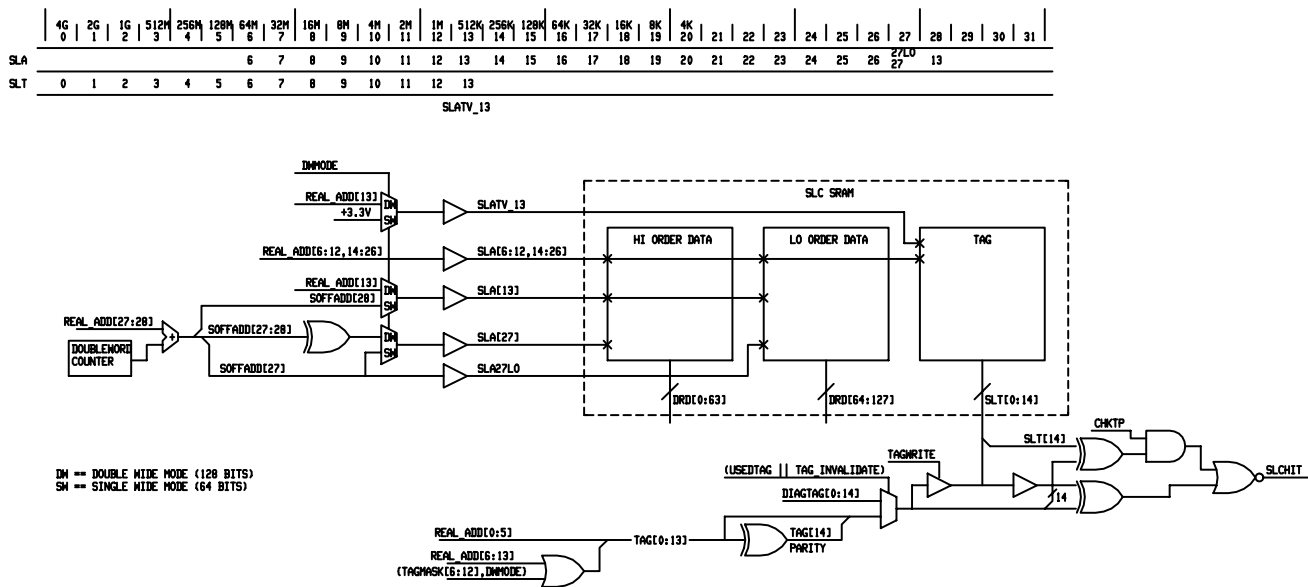 4G 2G 1G 512M 256M 128M 64M 32M 16M 8M 4M 2M 1M 512K 256K 128K 64K 32K 16K 8K 4K
0 1 2 3 4 5 6 7 8 9 10 11 12 13 14 15 16 17 18 19 20 21 22 23 24 25 26 27 28 29 30 31
27LO
SLA 6 7 8 9 10 11 12 13 14 15 16 17 18 19 20 21 22 23 24 25 26 27 13
SLT 0 1 2 3 4 5 6 7 8 9 10 11 12 13
SLATV_13
DWMODE
SLC SRAM
REAL_ADD[13] DW SLATV_13
+3.3V SW
HI ORDER DATA LO ORDER DATA TAG
REAL_ADD[6:12,14:26] SLA[6:12,14:26]
REAL_ADD[13] DW SLA[13]
SOFFADD[28] SW
REAL_ADD[27:28] + SOFFADD[27:28] DW SLA[27]
DOUBLEWORD
COUNTER
SW
SOFFADD[27] SLA27LO
DRD[0:63] DRD[64:127] SLT[0:14]
CHKTP
SLT[14]
DW == DOUBLE WIDE MODE (128 BITS)
SW == SINGLE WIDE MODE (64 BITS)
(USEDTAG || TAG_INVALIDATE) TAGWRITE
SLCHIT
DIAGTAG[0:14] 14
REAL_ADD[0:5] TAG[0:13] TAG[14]
PARITY
REAL_ADD[6:13]
(TAGMASK[6:12],DWMODE)